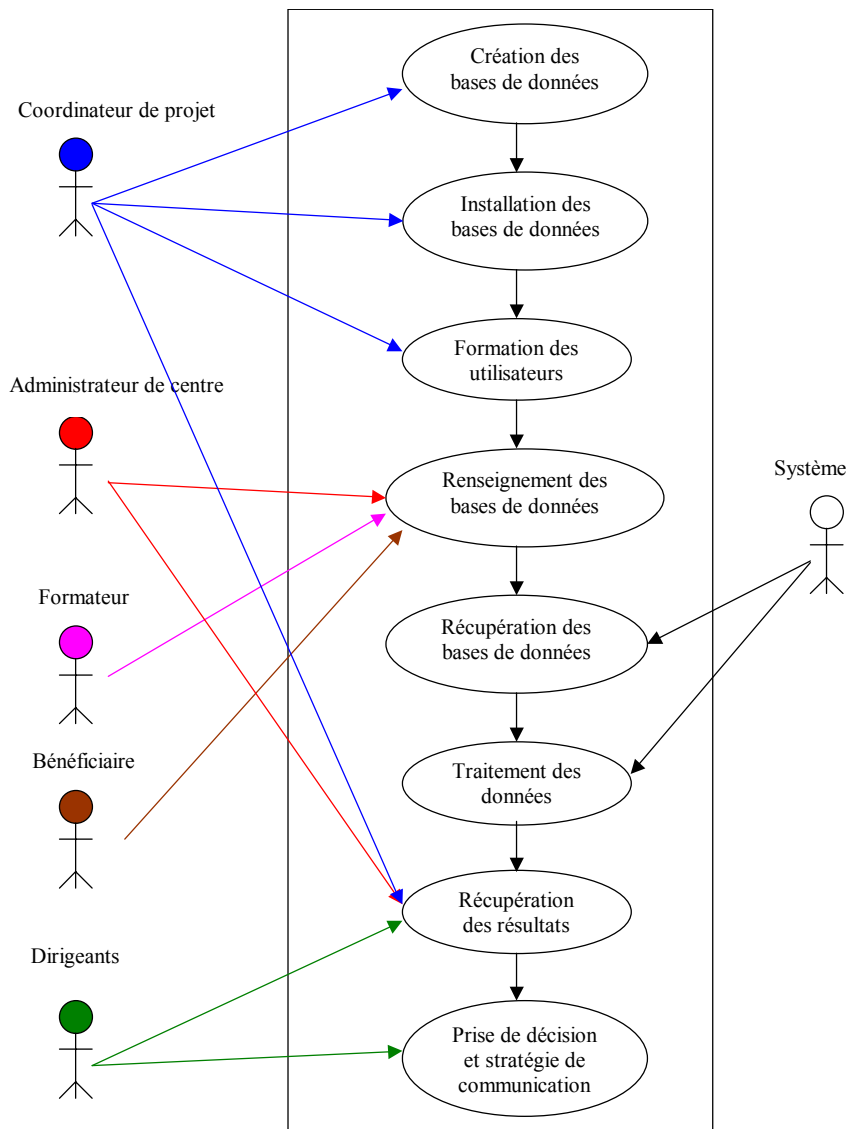 Création des
bases de données
Coordinateur de projet
Installation des
bases de données
Formation des
utilisateurs
Administrateur de centre
Renseignement des
bases de données
Système
Formateur
Récupération des
bases de données
Bénéficiaire
Traitement des
données
Récupération
des résultats
Dirigeants
Prise de décision
et stratégie de
communication